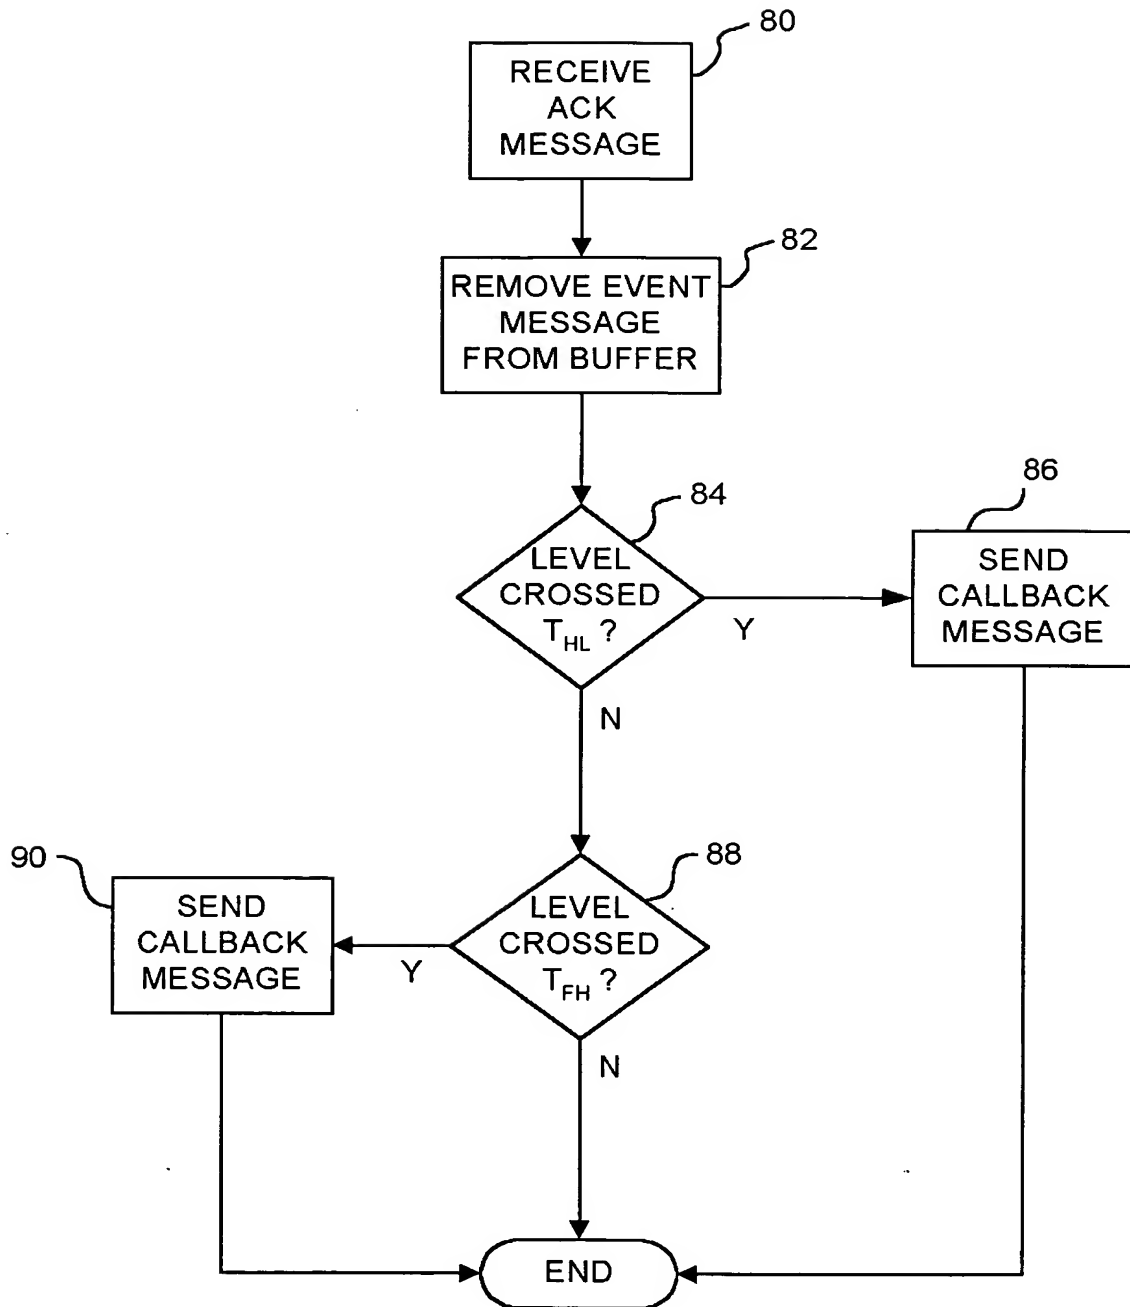 80
RECEIVE
ACK
MESSAGE
82
REMOVE EVENT
MESSAGE
FROM BUFFER
84
LEVEL
CROSSED
T_HL ?
Y
N
86
SEND
CALLBACK
MESSAGE
88
LEVEL
CROSSED
T_FH ?
Y
N
90
SEND
CALLBACK
MESSAGE
END